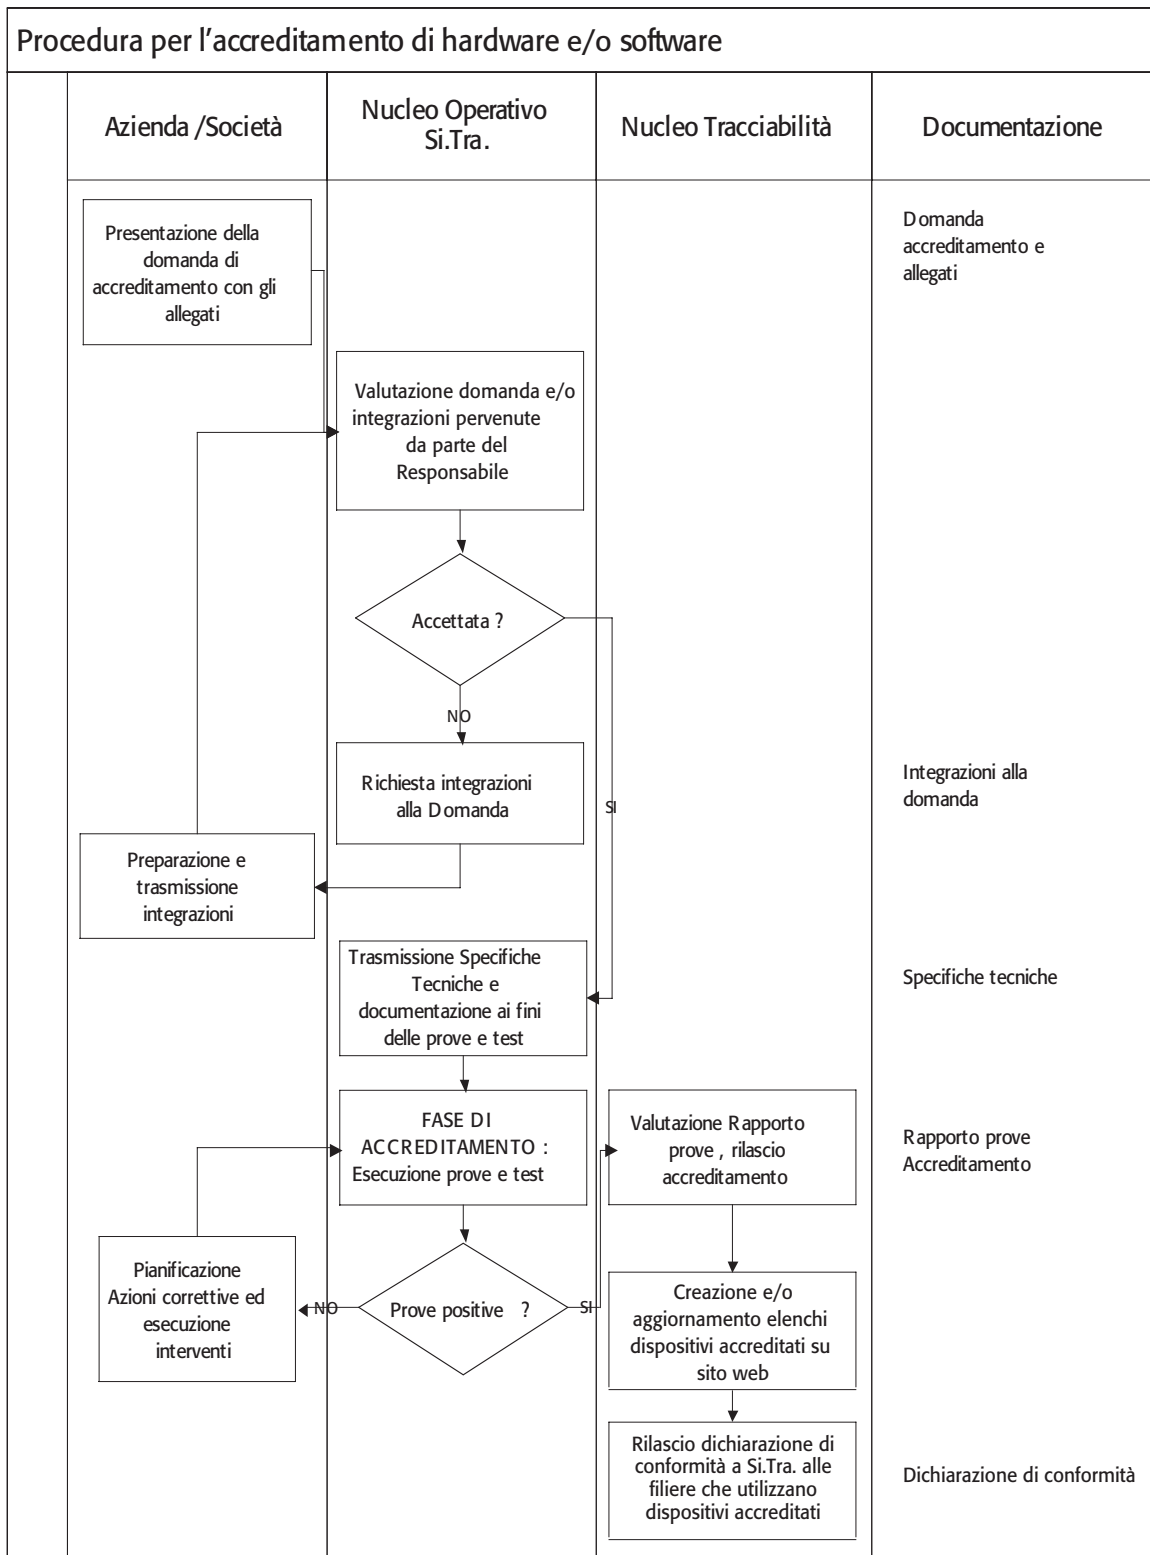 Procedura per l'accreditamento di hardware e/o software
Azienda /Società
Nucleo Operativo
Si.Tra.
Nucleo Tracciabilità
Documentazione
Presentazione della
domanda di
accreditamento con gli
allegati
Domanda
accreditamento e
allegati
Valutazione domanda e/o
integrazioni pervenute
da parte del
Responsabile
Accettata ?
NO
SI
Richiesta integrazioni
alla Domanda
Integrazioni alla
domanda
Preparazione e
trasmissione
integrazioni
Trasmissione Specifiche
Tecniche e
documentazione ai fini
delle prove e test
Specifiche tecniche
FASE DI
ACCREDITAMENTO :
Esecuzione prove e test
Valutazione Rapporto
prove , rilascio
accreditamento
Rapporto prove
Accreditamento
Pianificazione
Azioni correttive ed
esecuzione
interventi
NO
Prove positive ?
SI
Creazione e/o
aggiornamento elenchi
dispositivi accreditati su
sito web
Rilascio dichiarazione di
conformità a Si.Tra. alle
filiere che utilizzano
dispositivi accreditati
Dichiarazione di conformità